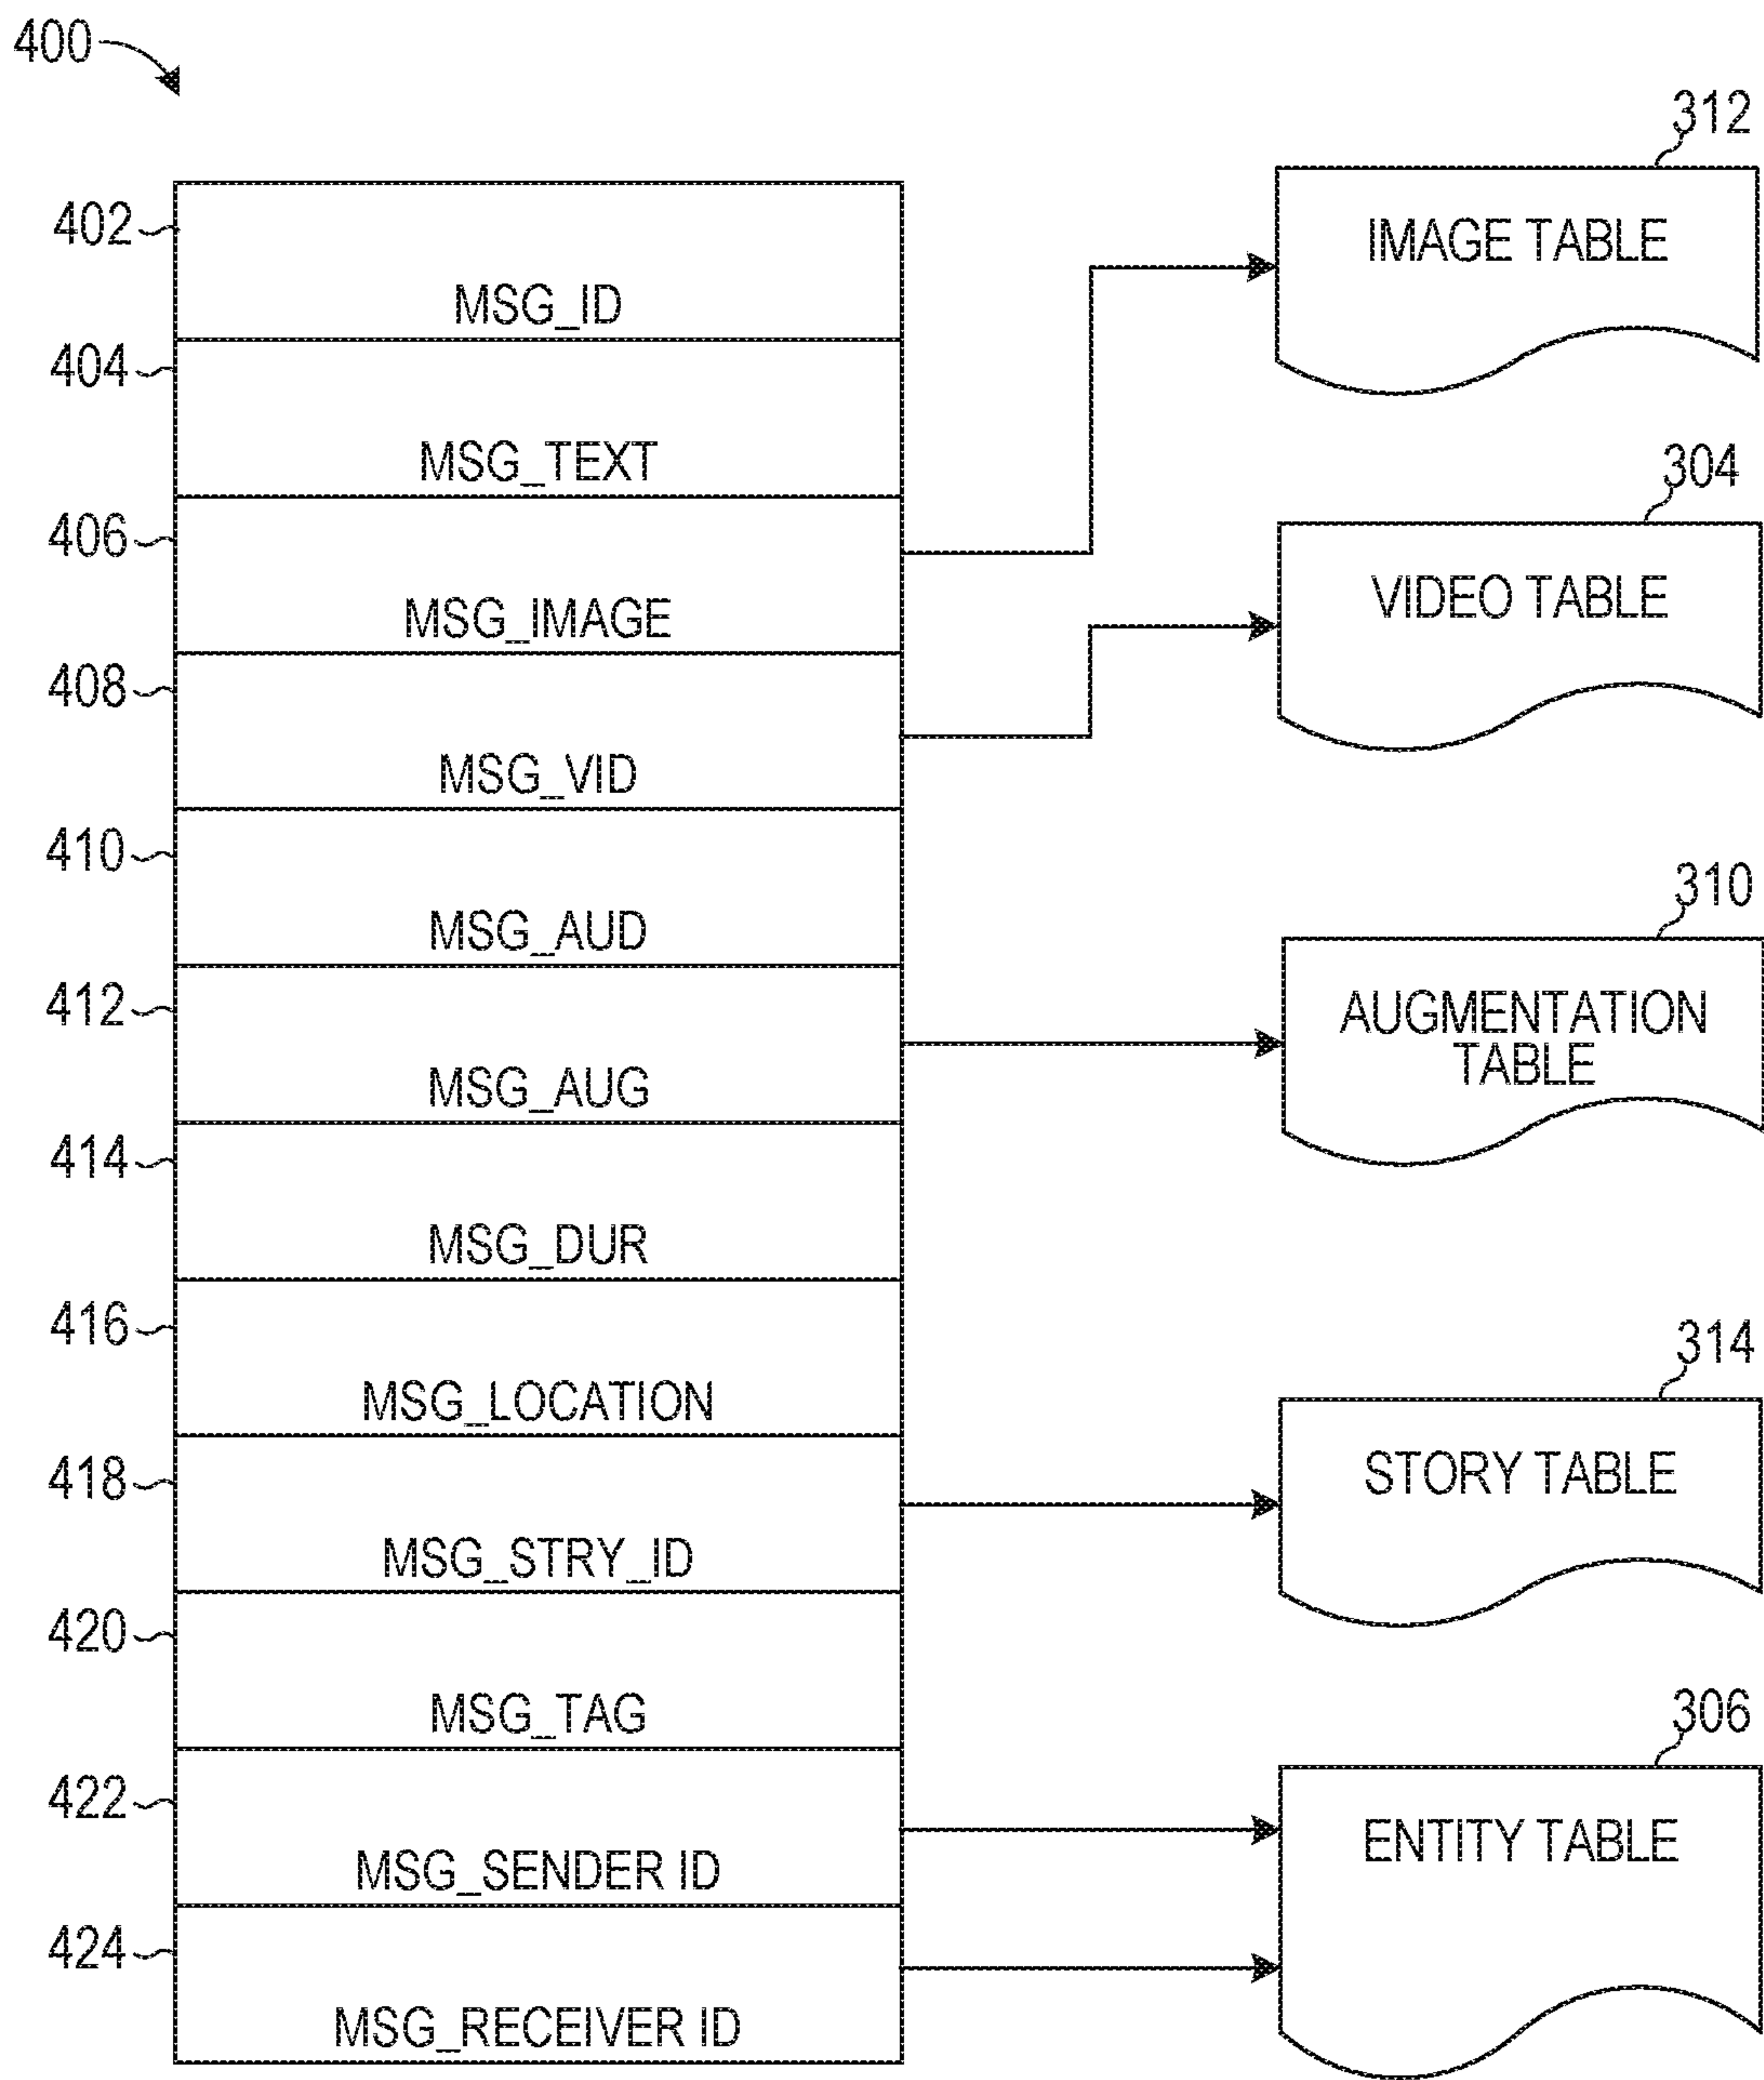 400
402
MSG_ID
404
MSG_TEXT
406
MSG_IMAGE
408
MSG_VID
410
MSG_AUD
412
MSG_AUG
414
MSG_DUR
416
MSG_LOCATION
418
MSG_STRY_ID
420
MSG_TAG
422
MSG_SENDER ID
424
MSG_RECEIVER ID
312
IMAGE TABLE
304
VIDEO TABLE
310
AUGMENTATION
TABLE
314
STORY TABLE
306
ENTITY TABLE